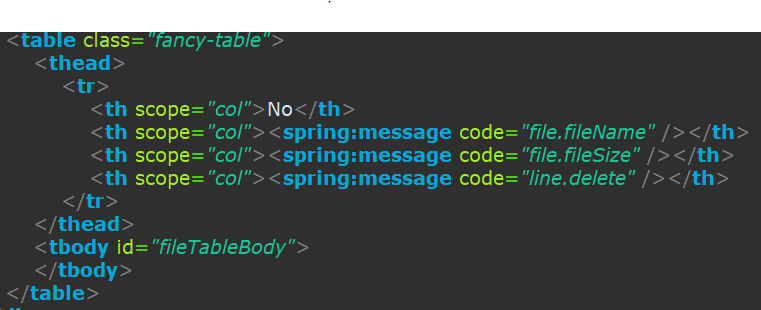 <table class="fancy-table">
<thead>
<tr>
<th scope="col">No</th>
<th scope="col"><spring:message code="file.fileName" /></th>
<th scope="col"><spring:message code="file.fileSize" /></th>
<th scope="col"><spring:message code="line.delete" /></th>
</tr>
</thead>
<tbody id="fileTableBody">
</tbody>
</table>